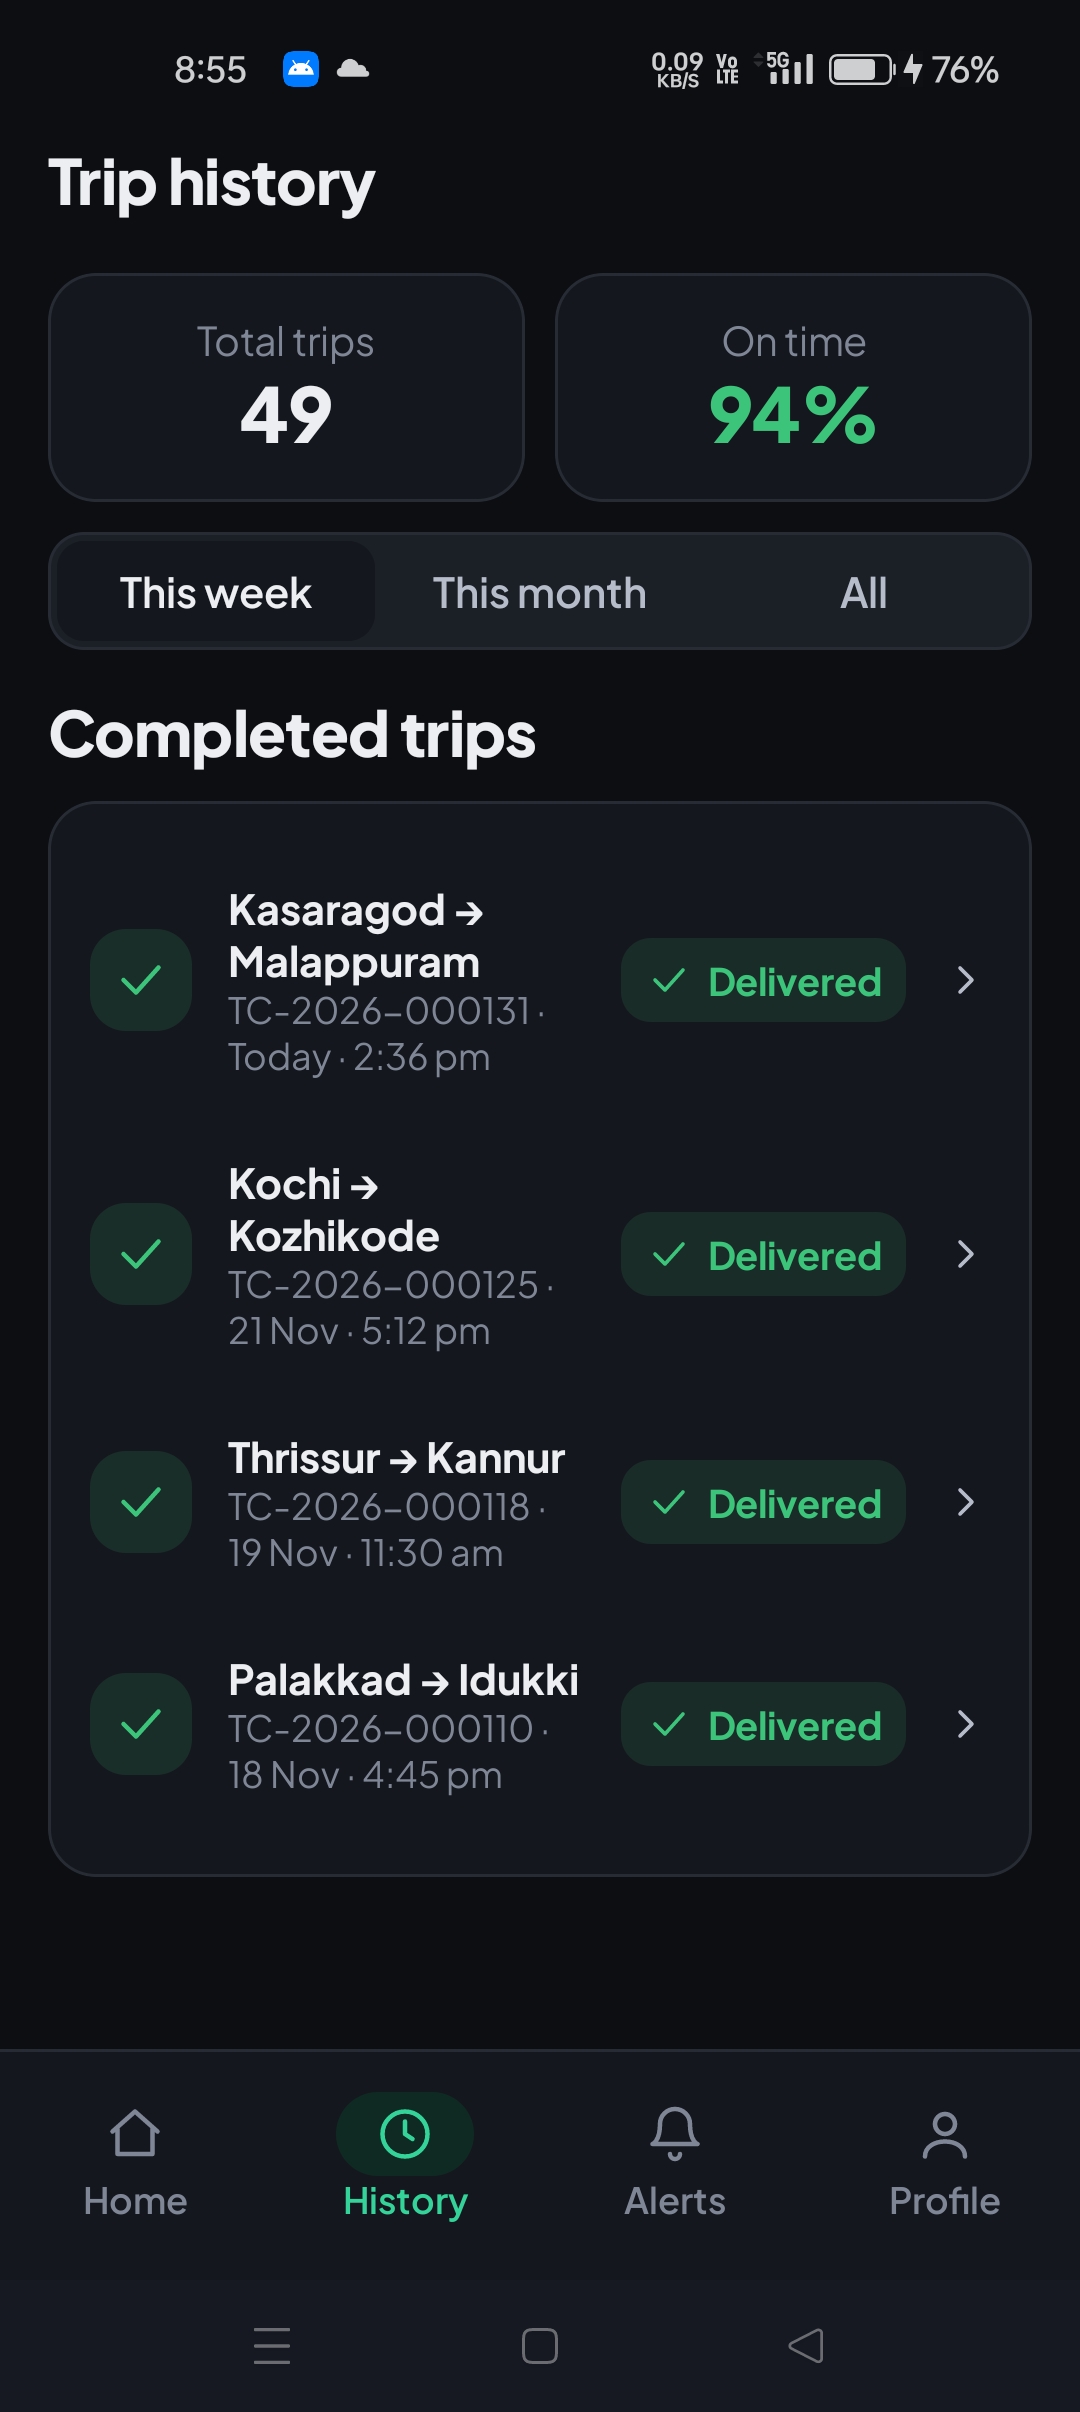 8:55
0.09 KB/S Vo LTE 5G 76%
Trip history
Total trips
49
On time
94%
This week
This month
All
Completed trips
Kasaragod →
Malappuram
TC-2026-000131 ·
Today · 2:36 pm
✓ Delivered
Kochi →
Kozhikode
TC-2026-000125 ·
21 Nov · 5:12 pm
✓ Delivered
Thrissur → Kannur
TC-2026-000118 ·
19 Nov · 11:30 am
✓ Delivered
Palakkad → Idukki
TC-2026-000110 ·
18 Nov · 4:45 pm
✓ Delivered
Home
History
Alerts
Profile